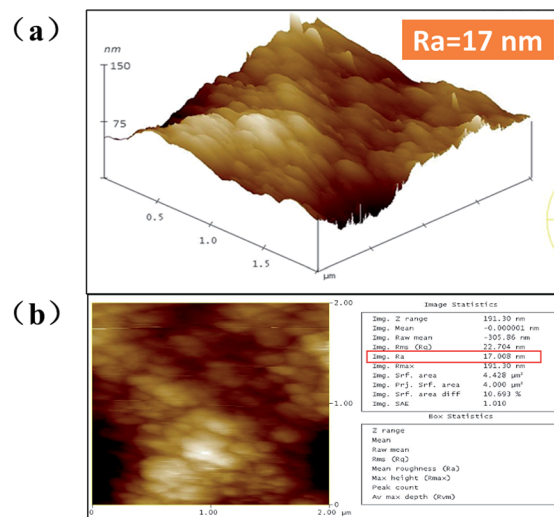 (a)
Ra=17 nm
nm
150
75
0.5
1.0
1.5
μm
(b)
2.00
1.00
0
0
1.00
2.00
μm
Image Statistics
Img. Z range 191.30 nm
Img. Mean -0.000001 nm
Img. Raw mean -305.86 nm
Img. Rms (Rq) 22.704 nm
Img. Ra 17.008 nm
Img. Rmax 191.30 nm
Img. Srf. area 4.428 μm²
Img. Prj. Srf. area 4.000 μm²
Img. Srf. area diff 10.693 %
Img. SAE 1.010
Box Statistics
Z range
Mean
Raw mean
Rms (Rq)
Mean roughness (Ra)
Max height (Rmax)
Peak count
Av max depth (Rvm)